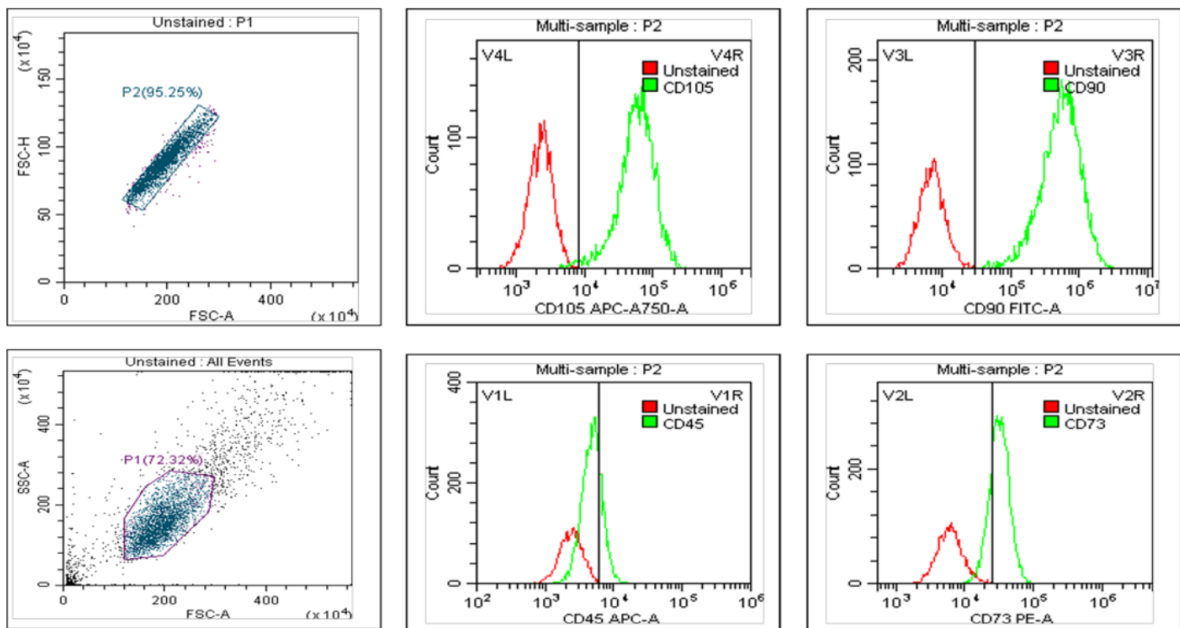 Unstained : P1
(x 10⁴)
150
100
50
0
FSC-H
P2(95.25%)
0
200
400
FSC-A
(x 10⁴)
Multi-sample : P2
V4L
V4R
Unstained
CD105
Count
100
0
10³
10⁴
10⁵
10⁶
CD105 APC-A750-A
Multi-sample : P2
V3L
V3R
Unstained
CD90
Count
200
100
0
10⁴
10⁵
10⁶
10⁷
CD90 FITC-A
Unstained : All Events
(x 10⁴)
400
200
0
SSC-A
P1(72.32%)
0
200
400
FSC-A
(x 10⁴)
Multi-sample : P2
V1L
V1R
Unstained
CD45
Count
400
200
0
10²
10³
10⁴
10⁵
10⁶
CD45 APC-A
Multi-sample : P2
V2L
V2R
Unstained
CD73
Count
200
0
10³
10⁴
10⁵
10⁶
CD73 PE-A